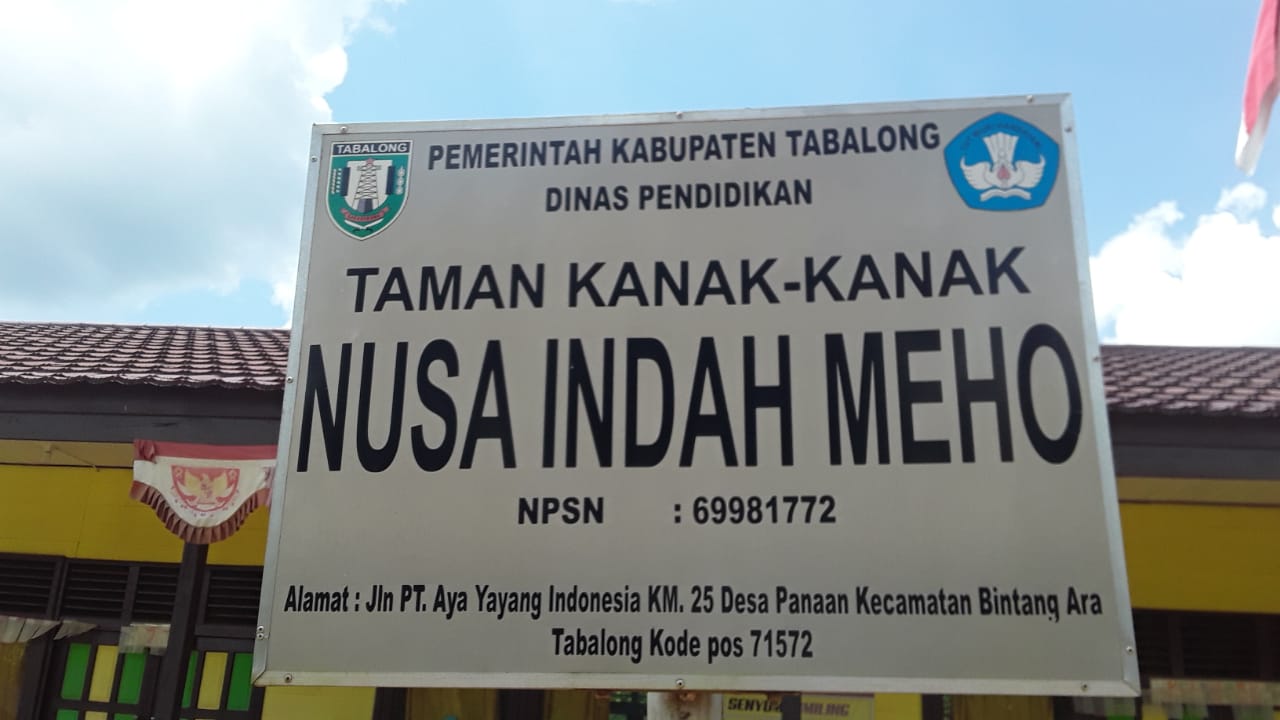 TABALONG
PEMERINTAH KABUPATEN TABALONG
DINAS PENDIDIKAN
TAMAN KANAK-KANAK
NUSA INDAH MEHO
NPSN : 69981772
Alamat : Jln PT. Aya Yayang Indonesia KM. 25 Desa Panaan Kecamatan Bintang Ara
Tabalong Kode pos 71572